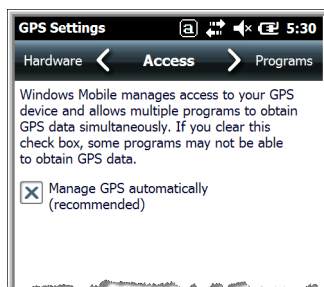 GPS Settings a 5:30
Hardware Access Programs
Windows Mobile manages access to your GPS
device and allows multiple programs to obtain
GPS data simultaneously. If you clear this
check box, some programs may not be able
to obtain GPS data.
Manage GPS automatically
(recommended)